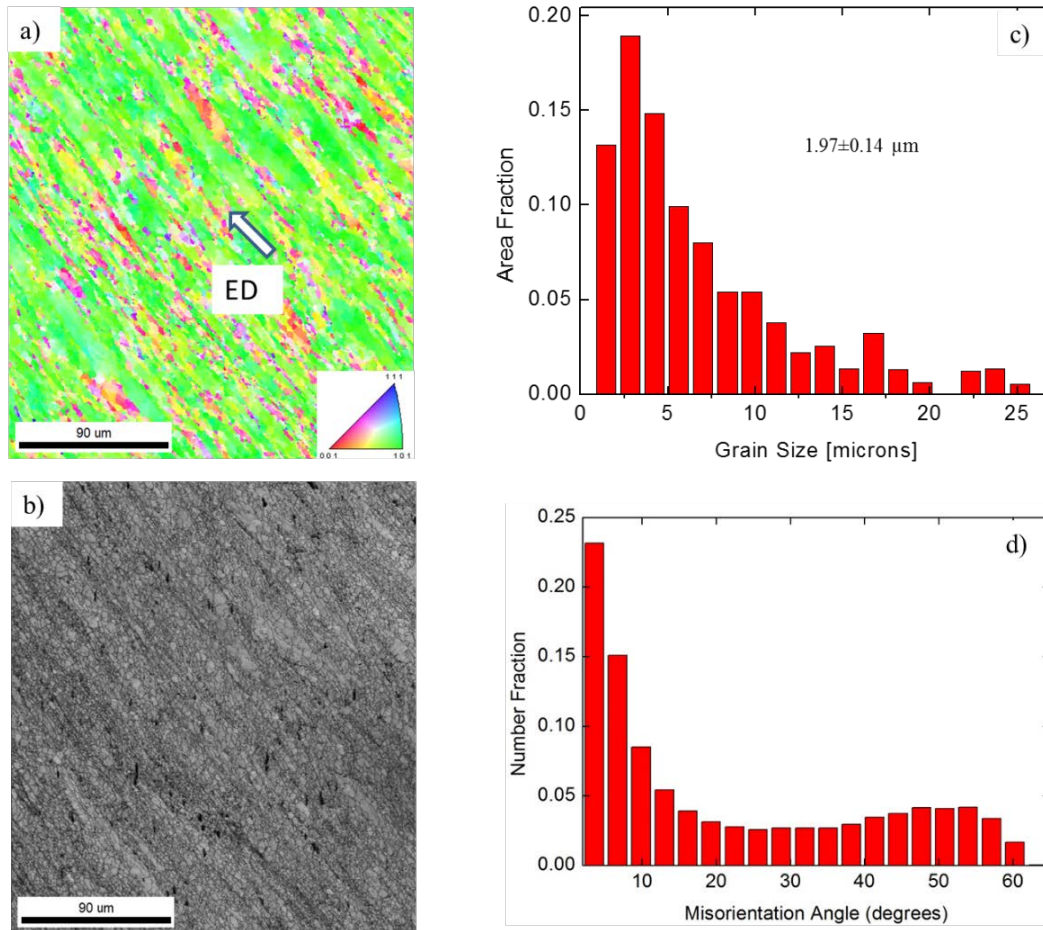 a)
ED
111
001
101
90 um
b)
90 um
c)
0.20
0.15
0.10
0.05
0.00
Area Fraction
1.97±0.14 µm
0 5 10 15 20 25
Grain Size [microns]
d)
0.25
0.20
0.15
0.10
0.05
0.00
Number Fraction
10 20 30 40 50 60
Misorientation Angle (degrees)